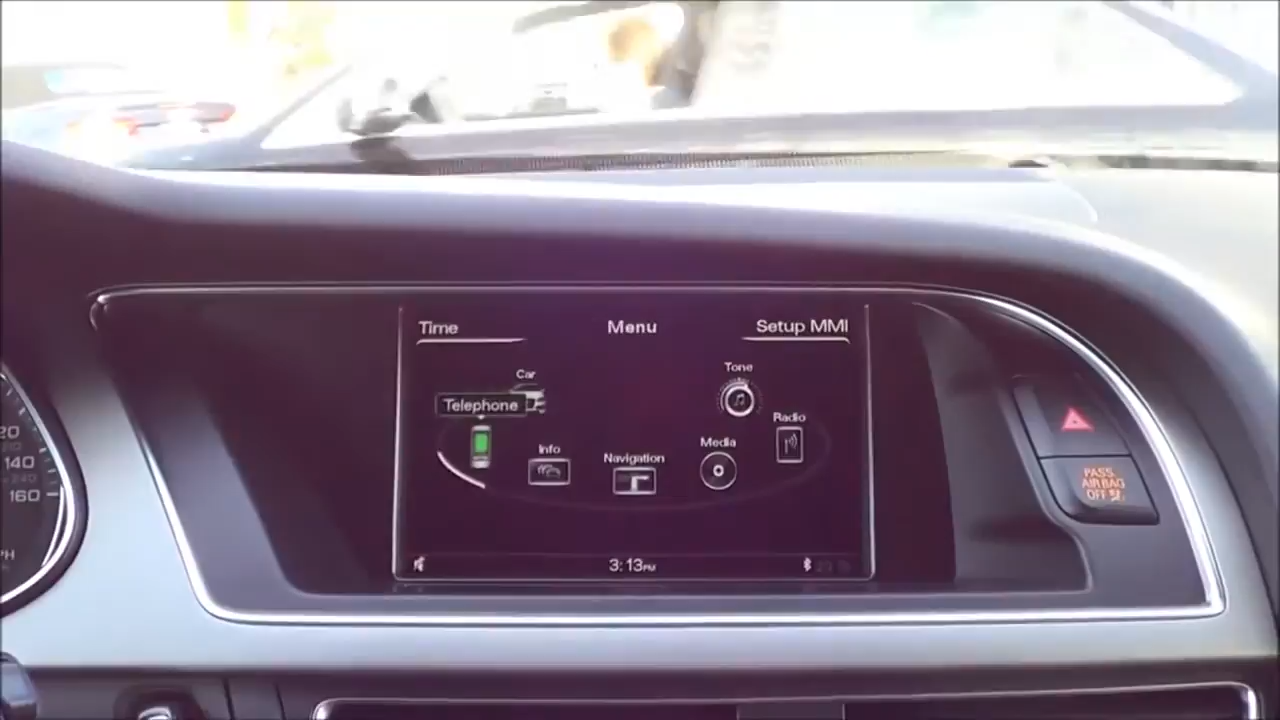 Time
Menu
Setup MMI
Car
Tone
Telephone
Radio
Info
Navigation
Media
3:13PM
20
140
160
PASS
AIR BAG
OFF